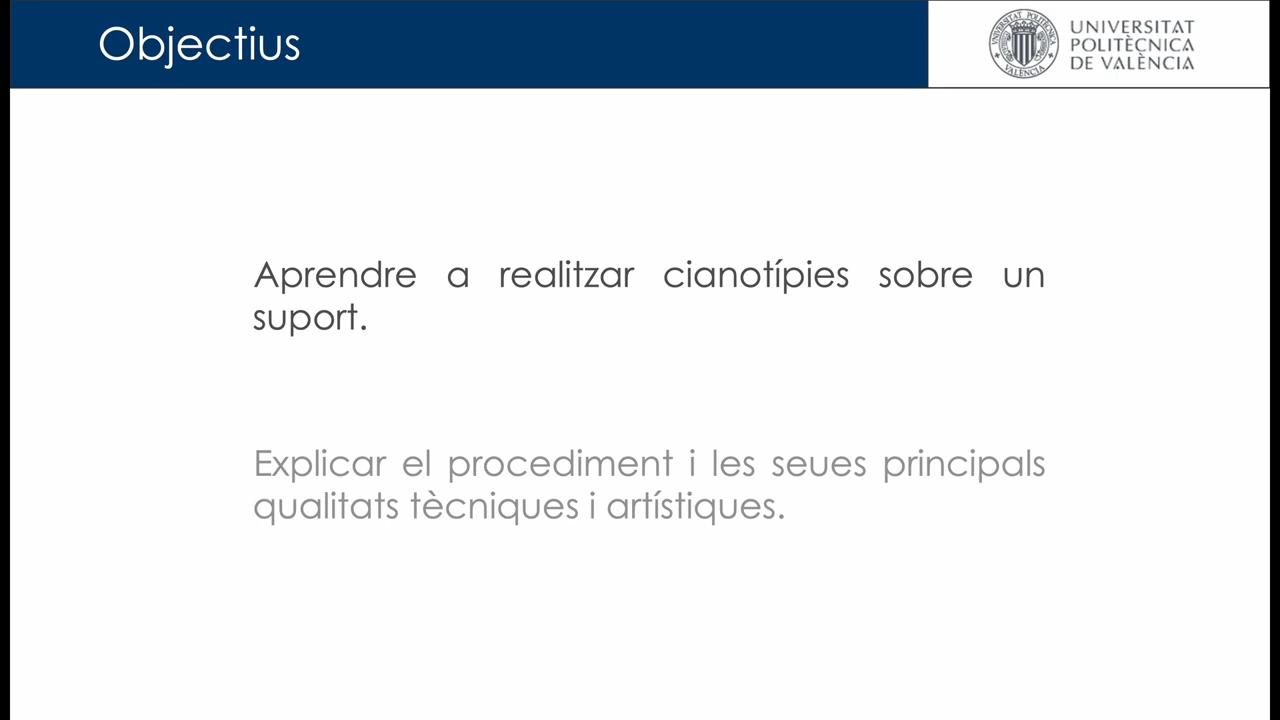 Objectius
UNIVERSITAT
POLITÈCNICA
DE VALÈNCIA
Aprendre a realitzar cianotípies sobre un
suport.
Explicar el procediment i les seues principals
qualitats tècniques i artístiques.